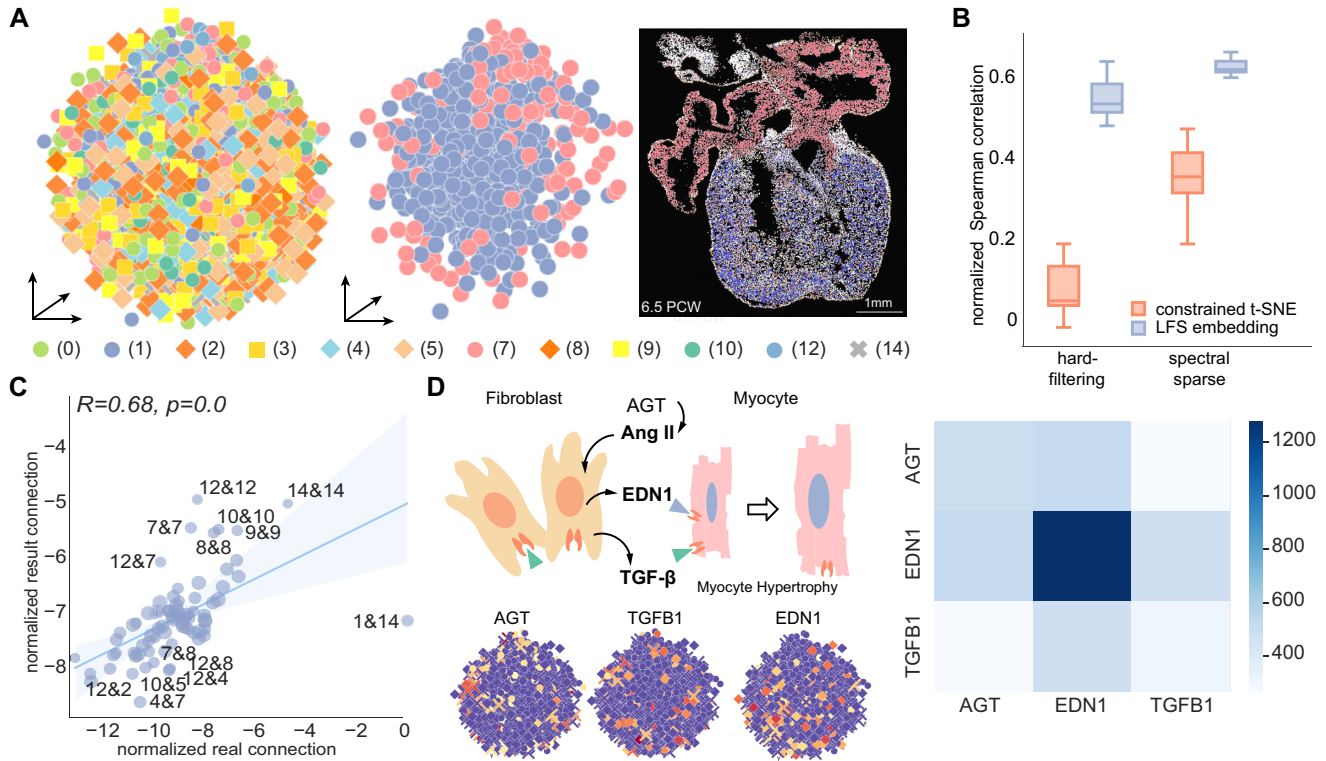 A
6.5 PCW
1mm
(0) (1) (2) (3) (4) (5) (7) (8) (9) (10) (12) (14)
B
normalized Spearman correlation
0.6
0.4
0.2
0
constrained t-SNE
LFS embedding
hard-
filtering
spectral
sparse
C
R=0.68, p=0.0
normalized result connection
−4
−5
−6
−7
−8
12&12
14&14
7&7
10&10
9&9
8&8
12&7
1&14
7&8
12&8
12&2
10&5
12&4
4&7
−12 −10 −8 −6 −4 −2 0
normalized real connection
D
Fibroblast
Myocyte
AGT
Ang II
EDN1
TGF-β
Myocyte Hypertrophy
AGT
TGFB1
EDN1
AGT
EDN1
TGFB1
AGT EDN1 TGFB1
1200
1000
800
600
400